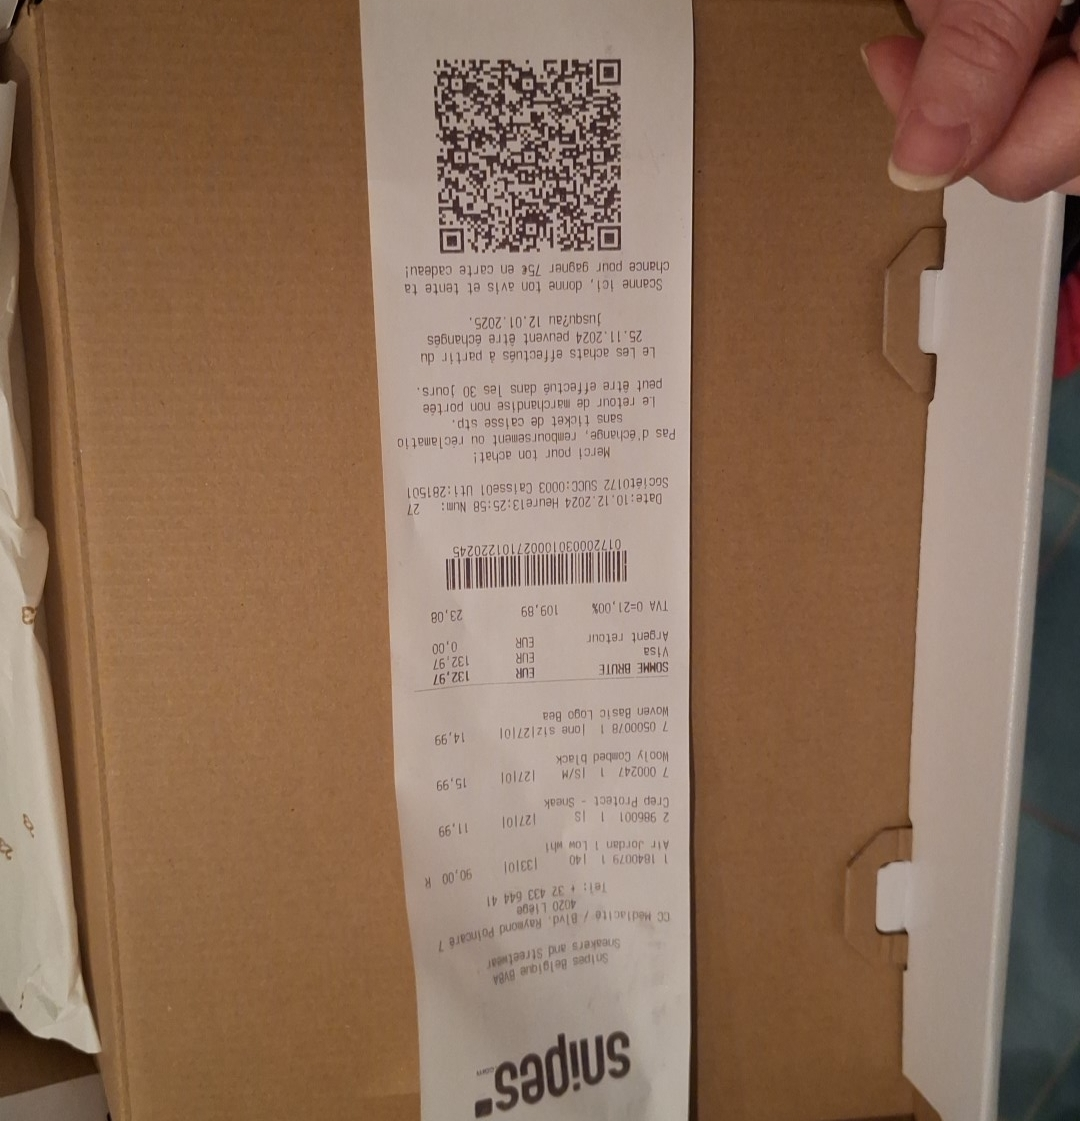 snipes.com
Snipes Belgique BVBA
Sneakers and Streetwear
CC Médiacité / Blvd. Raymond Poincaré 7
4020 Liège
Tel: + 32 433 644 41
1 1840079 1 |40 |33|0| 90,00 R
Air Jordan 1 Low whi
2 986001 1 |S |27|0| 11,99
Crep Protect - Sneak
7 000247 1 |S/M |27|0| 15,99
Wooly Combed black
7 0500078 1 |one siz|27|0| 14,99
Woven Basic Logo Bea
SOMME BRUTE EUR 132,97
Visa EUR 132,97
Argent retour EUR 0,00
TVA 0=21,00% 109,89 23,08
017200030100027101220245
Date:10.12.2024 Heure13:25:58 Num: 27
Société0172 SUCC:0003 Caisse01 Uti:281501
Merci pour ton achat!
Pas d'échange, remboursement ou réclamatio
sans ticket de caisse stp.
Le retour de marchandise non portée
peut être effectué dans les 30 jours.
Le Les achats effectués à partir du
25.11.2024 peuvent être échangés
jusqu?au 12.01.2025.
Scanne ici, donne ton avis et tente ta
chance pour gagner 75€ en carte cadeau!